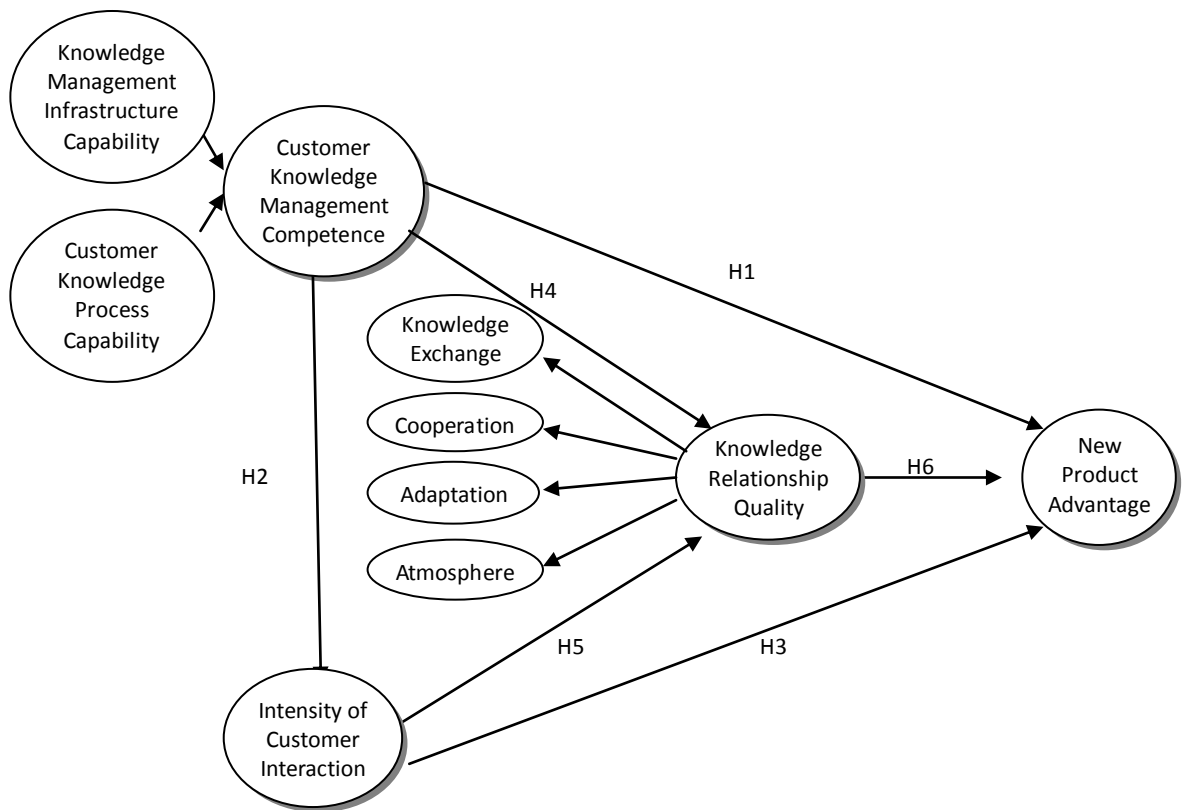 Knowledge
Management
Infrastructure
Capability
Customer
Knowledge
Management
Competence
Customer
Knowledge
Process
Capability
H1
H4
Knowledge
Exchange
Cooperation
Adaptation
Atmosphere
H2
Knowledge
Relationship
Quality
H6
New
Product
Advantage
H5
H3
Intensity of
Customer
Interaction